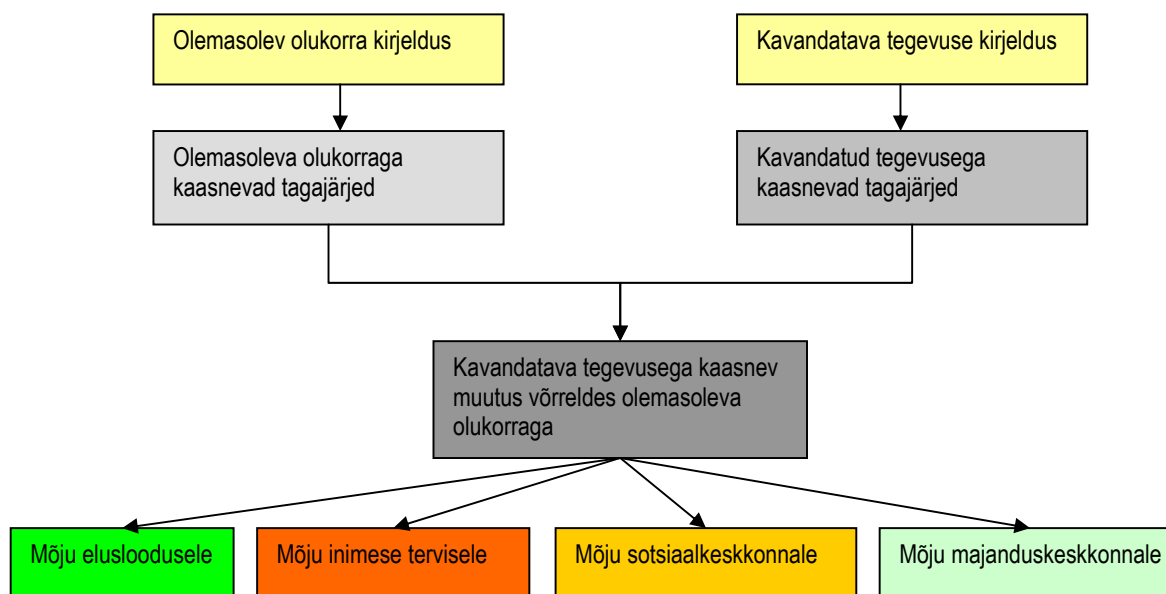 Olemasolev olukorra kirjeldus
Kavandatava tegevuse kirjeldus
Olemasoleva olukorraga
kaasnevad tagajärjed
Kavandatud tegevusega
kaasnevad tagajärjed
Kavandatava tegevusega kaasnev
muutus võrreldes olemasoleva
olukorraga
Mõju elusloodusele
Mõju inimese tervisele
Mõju sotsiaalkeskkonnale
Mõju majanduskeskkonnale